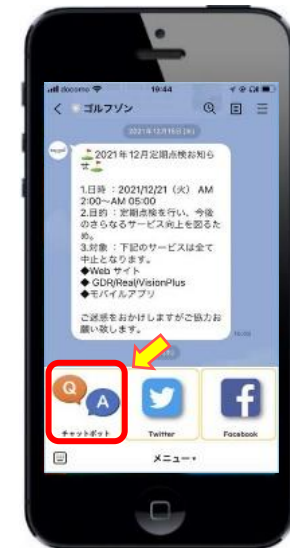 docomo 19:44
ゴルフゾン
2021年12月15日(水)
2021年12月定期点検お知ら
せ
1.日時 ：2021/12/21（火） AM
2:00～AM 05:00
2.目的 ：定期点検を行い、今後
のさらなるサービス向上を図るた
め。
3.対象 ：下記のサービスは全て
中止となります。
◆Web サイト
◆ GDR/Real/VisionPlus
◆モバイルアプリ
ご迷惑をおかけしますがご協力お
願い致します。
Q
A
チャットボット
Twitter
Facebook
メニュー